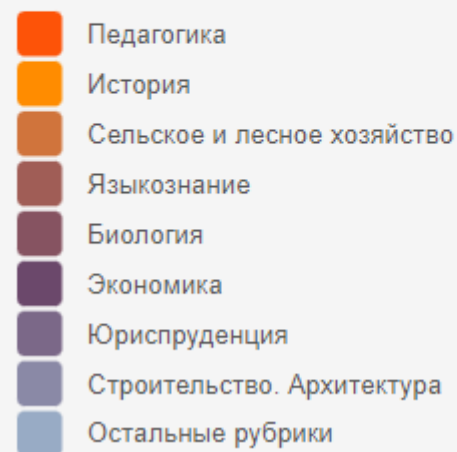 Педагогика
История
Сельское и лесное хозяйство
Языкознание
Биология
Экономика
Юриспруденция
Строительство. Архитектура
Остальные рубрики